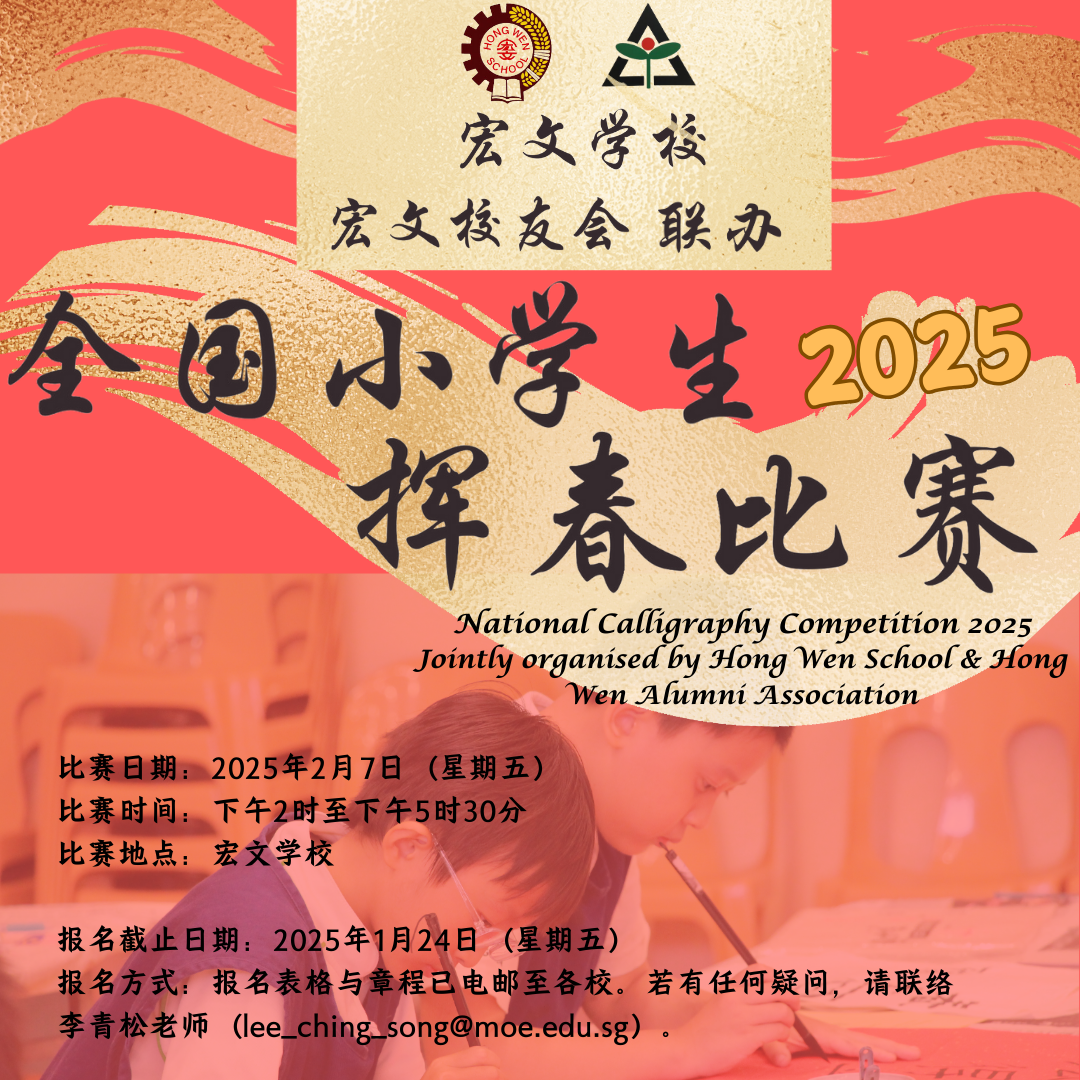 HONG WEN
SCHOOL
宏文学校
宏文校友会 联办
全国小学生 2025
挥春比赛
National Calligraphy Competition 2025
Jointly organised by Hong Wen School & Hong
Wen Alumni Association
比赛日期：2025年2月7日（星期五）
比赛时间：下午2时至下午5时30分
比赛地点：宏文学校
报名截止日期：2025年1月24日（星期五）
报名方式：报名表格与章程已电邮至各校。若有任何疑问，请联络
李青松老师（lee_ching_song@moe.edu.sg）。